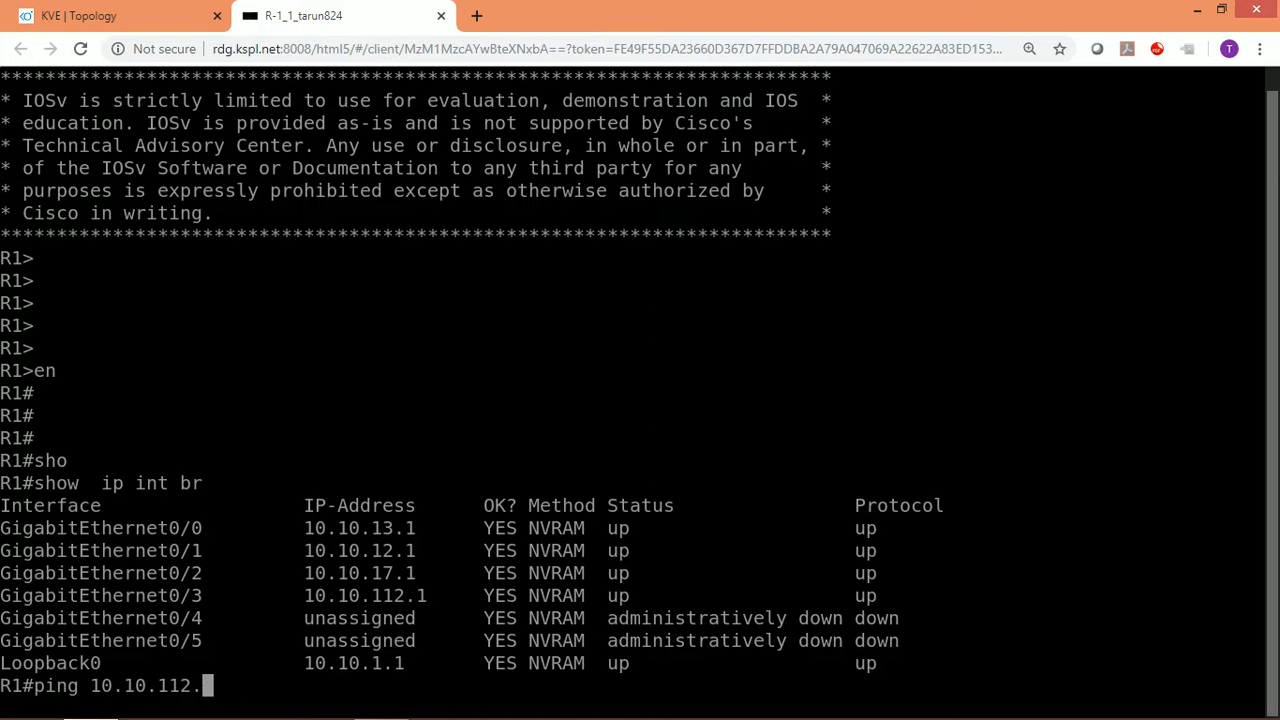 KVE | Topology
R-1_1_tarun824
Not secure
rdg.kspl.net:8008/html5/#/client/MzM1MzcAYwBteXNxbA==?token=FE49F55DA23660D367D7FFDDBA2A79A047069A22622A83ED153...
T
**************************************************************************
* IOSv is strictly limited to use for evaluation, demonstration and IOS  *
* education. IOSv is provided as-is and is not supported by Cisco's      *
* Technical Advisory Center. Any use or disclosure, in whole or in part, *
* of the IOSv Software or Documentation to any third party for any       *
* purposes is expressly prohibited except as otherwise authorized by     *
* Cisco in writing.                                                      *
**************************************************************************
R1>
R1>
R1>
R1>
R1>
R1>en
R1#
R1#
R1#
R1#sho
R1#show  ip int br
Interface                  IP-Address      OK? Method Status                Protocol
GigabitEthernet0/0         10.10.13.1      YES NVRAM  up                    up
GigabitEthernet0/1         10.10.12.1      YES NVRAM  up                    up
GigabitEthernet0/2         10.10.17.1      YES NVRAM  up                    up
GigabitEthernet0/3         10.10.112.1     YES NVRAM  up                    up
GigabitEthernet0/4         unassigned      YES NVRAM  administratively down down
GigabitEthernet0/5         unassigned      YES NVRAM  administratively down down
Loopback0                  10.10.1.1       YES NVRAM  up                    up
R1#ping 10.10.112.